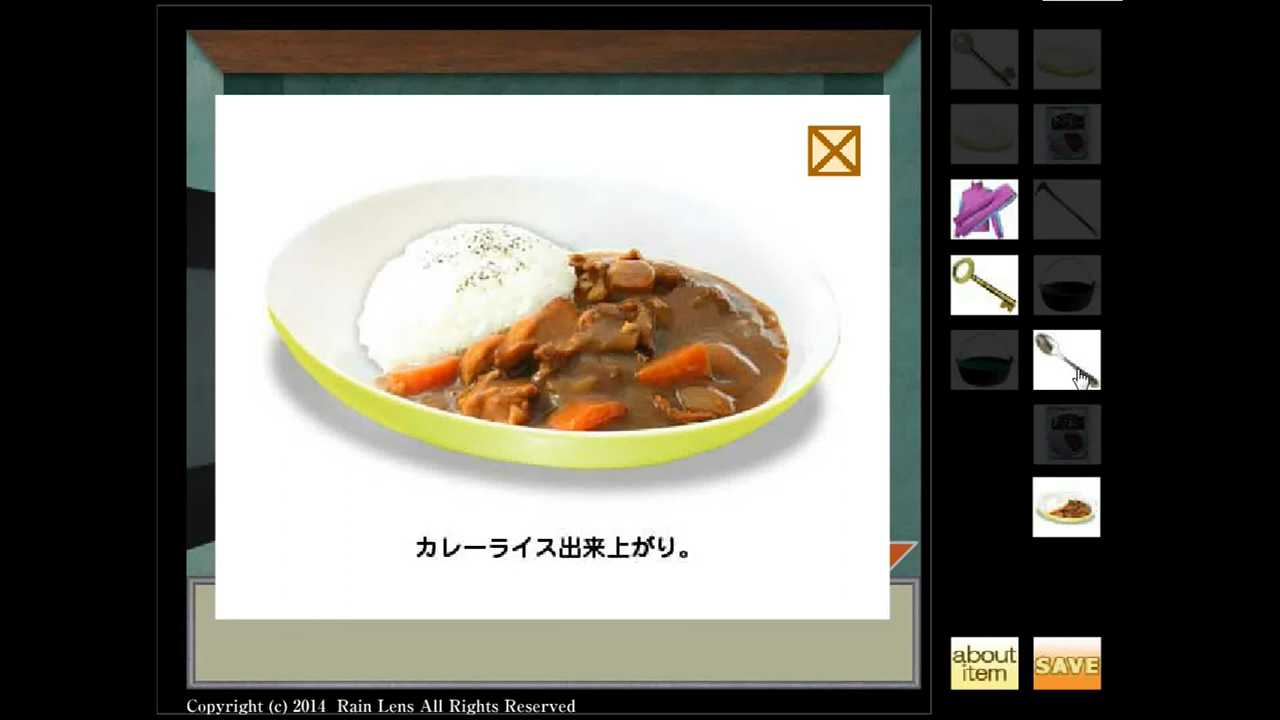 カレーライス出来上がり。
about
item
SAVE
Copyright (c) 2014 Rain Lens All Rights Reserved